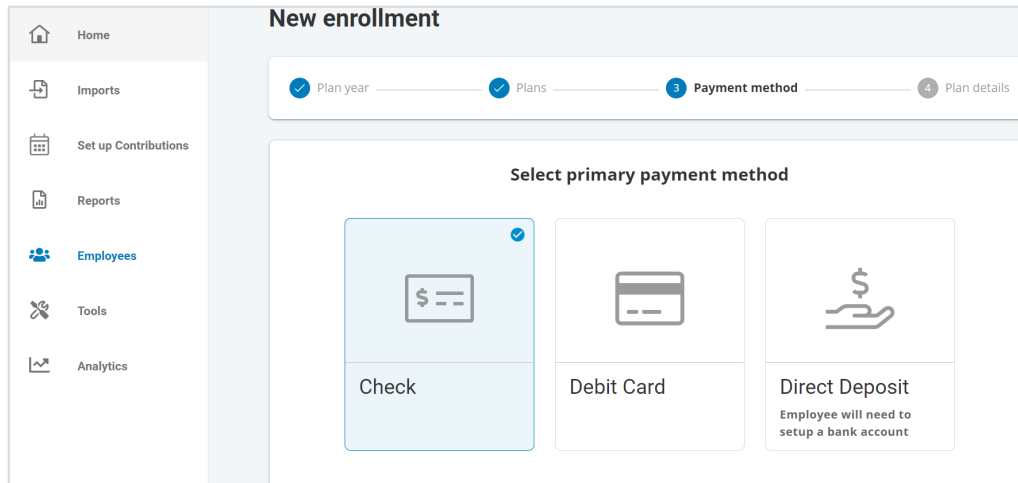 New enrollment
Home
Imports
Set up Contributions
Reports
Employees
Tools
Analytics
Plan year
Plans
3 Payment method
4 Plan details
Select primary payment method
$
$
Check
Debit Card
Direct Deposit
Employee will need to
setup a bank account